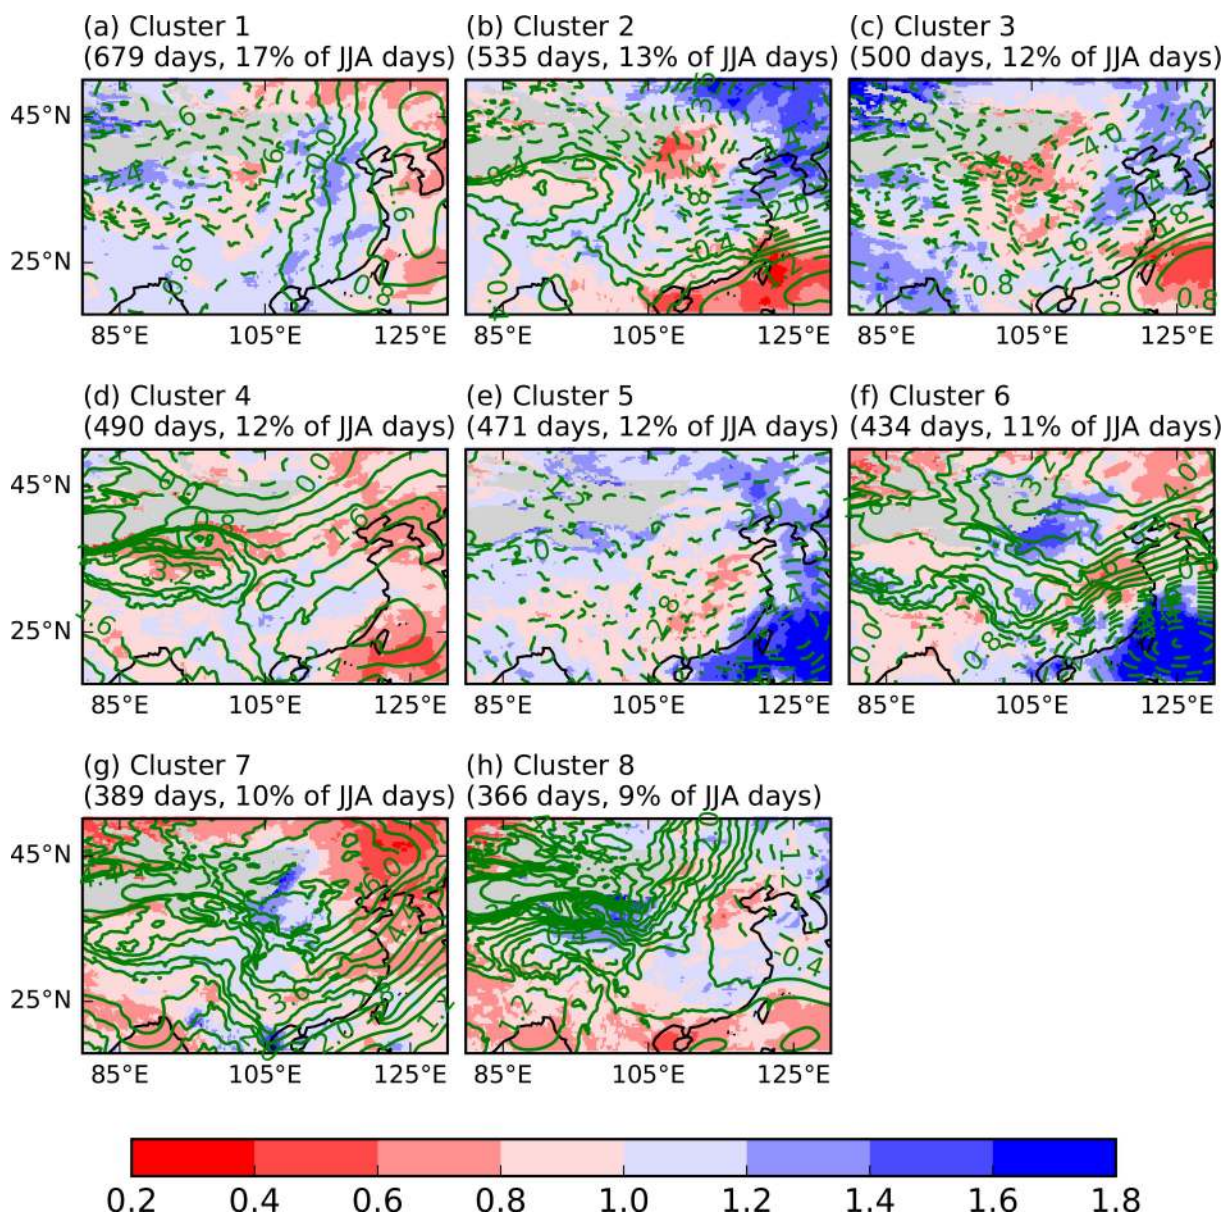 (a) Cluster 1
(679 days, 17% of JJA days)
(b) Cluster 2
(535 days, 13% of JJA days)
(c) Cluster 3
(500 days, 12% of JJA days)
45°N
25°N
85°E 105°E 125°E
85°E 105°E 125°E
85°E 105°E 125°E
(d) Cluster 4
(490 days, 12% of JJA days)
(e) Cluster 5
(471 days, 12% of JJA days)
(f) Cluster 6
(434 days, 11% of JJA days)
45°N
25°N
85°E 105°E 125°E
85°E 105°E 125°E
85°E 105°E 125°E
(g) Cluster 7
(389 days, 10% of JJA days)
(h) Cluster 8
(366 days, 9% of JJA days)
45°N
25°N
85°E 105°E 125°E
85°E 105°E 125°E
0.2 0.4 0.6 0.8 1.0 1.2 1.4 1.6 1.8